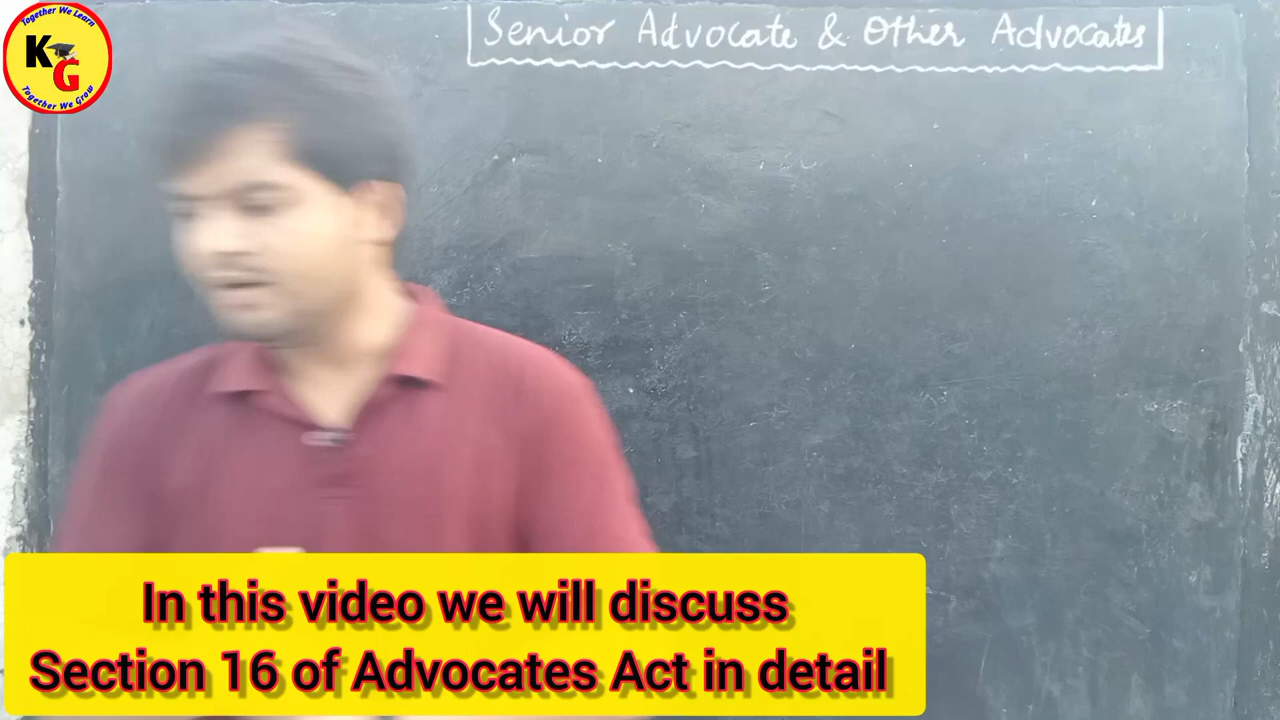 Together We Learn
KG
Together We Grow
Senior Advocate & Other Advocates
In this video we will discuss
Section 16 of Advocates Act in detail